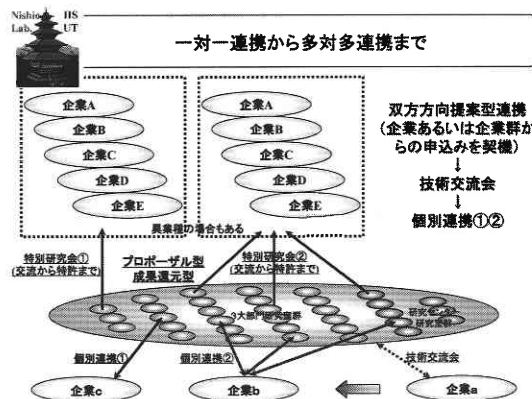 Nishio IIS
Lab. UT
一対一連携から多対多連携まで
企業A
企業B
企業C
企業D
企業E
企業A
企業B
企業C
企業D
企業E
双方方向提案型連携
(企業あるいは企業群か
らの申込みを契機)
↓
技術交流会
↓
個別連携①②
異業種の場合もある
特別研究会①
(交流から特許まで)
プロポーザル型
成果還元型
特別研究会②
(交流から特許まで)
研究室群
個別連携①
個別連携②
技術交流会
企業c
企業b
企業a